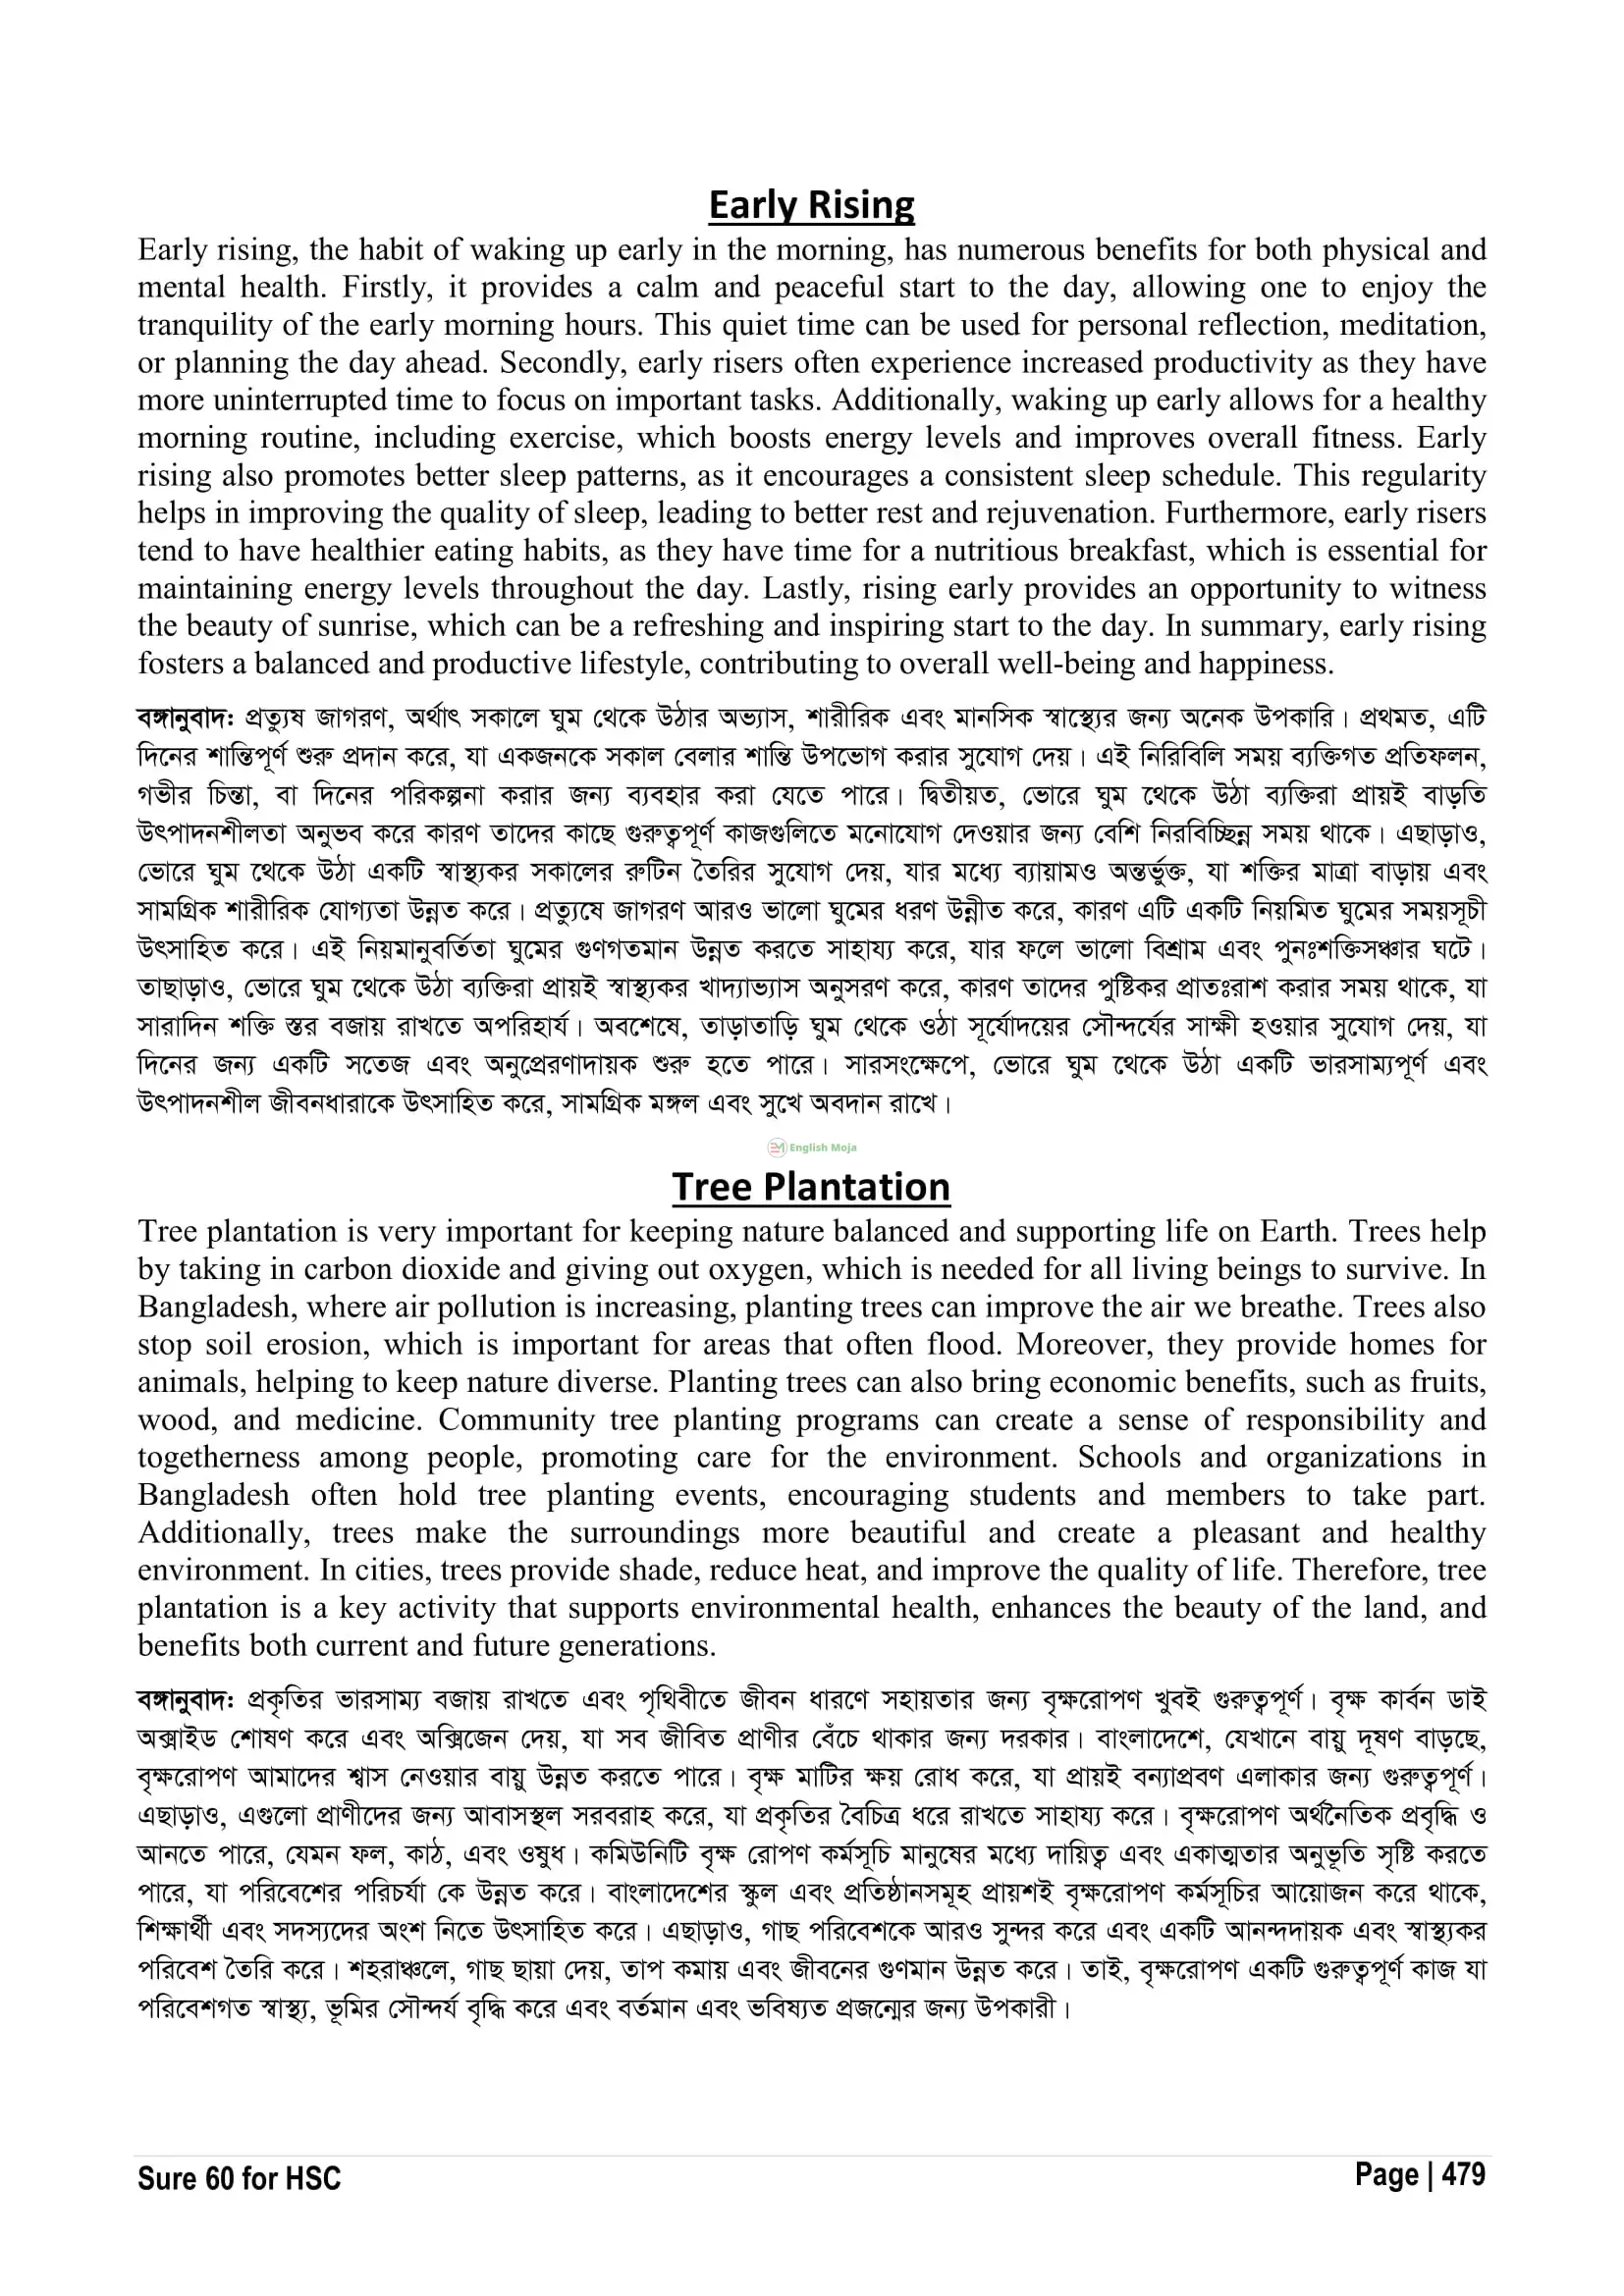 Early Rising
Early rising, the habit of waking up early in the morning, has numerous benefits for both physical and
mental health. Firstly, it provides a calm and peaceful start to the day, allowing one to enjoy the
tranquility of the early morning hours. This quiet time can be used for personal reflection, meditation,
or planning the day ahead. Secondly, early risers often experience increased productivity as they have
more uninterrupted time to focus on important tasks. Additionally, waking up early allows for a healthy
morning routine, including exercise, which boosts energy levels and improves overall fitness. Early
rising also promotes better sleep patterns, as it encourages a consistent sleep schedule. This regularity
helps in improving the quality of sleep, leading to better rest and rejuvenation. Furthermore, early risers
tend to have healthier eating habits, as they have time for a nutritious breakfast, which is essential for
maintaining energy levels throughout the day. Lastly, rising early provides an opportunity to witness
the beauty of sunrise, which can be a refreshing and inspiring start to the day. In summary, early rising
fosters a balanced and productive lifestyle, contributing to overall well-being and happiness.
বঙ্গানুবাদ: প্রত্যুষ জাগরণ, অর্থাৎ সকালে ঘুম থেকে উঠার অভ্যাস, শারীরিক এবং মানসিক স্বাস্থ্যের জন্য অনেক উপকারি। প্রথমত, এটি
দিনের শান্তিপূর্ণ শুরু প্রদান করে, যা একজনকে সকাল বেলার শান্তি উপভোগ করার সুযোগ দেয়। এই নিরিবিলি সময় ব্যক্তিগত প্রতিফলন,
গভীর চিন্তা, বা দিনের পরিকল্পনা করার জন্য ব্যবহার করা যেতে পারে। দ্বিতীয়ত, ভোরে ঘুম থেকে উঠা ব্যক্তিরা প্রায়ই বাড়তি
উৎপাদনশীলতা অনুভব করে কারণ তাদের কাছে গুরুত্বপূর্ণ কাজগুলিতে মনোযোগ দেওয়ার জন্য বেশি নিরবিচ্ছিন্ন সময় থাকে। এছাড়াও,
ভোরে ঘুম থেকে উঠা একটি স্বাস্থ্যকর সকালের রুটিন তৈরির সুযোগ দেয়, যার মধ্যে ব্যায়ামও অন্তর্ভুক্ত, যা শক্তির মাত্রা বাড়ায় এবং
সামগ্রিক শারীরিক যোগ্যতা উন্নত করে। প্রত্যুষে জাগরণ আরও ভালো ঘুমের ধরণ উন্নীত করে, কারণ এটি একটি নিয়মিত ঘুমের সময়সূচী
উৎসাহিত করে। এই নিয়মানুবর্তিতা ঘুমের গুণগতমান উন্নত করতে সাহায্য করে, যার ফলে ভালো বিশ্রাম এবং পুনঃশক্তিসঞ্চার ঘটে।
তাছাড়াও, ভোরে ঘুম থেকে উঠা ব্যক্তিরা প্রায়ই স্বাস্থ্যকর খাদ্যাভ্যাস অনুসরণ করে, কারণ তাদের পুষ্টিকর প্রাতঃরাশ করার সময় থাকে, যা
সারাদিন শক্তি স্তর বজায় রাখতে অপরিহার্য। অবশেষে, তাড়াতাড়ি ঘুম থেকে ওঠা সূর্যোদয়ের সৌন্দর্যের সাক্ষী হওয়ার সুযোগ দেয়, যা
দিনের জন্য একটি সতেজ এবং অনুপ্রেরণাদায়ক শুরু হতে পারে। সারসংক্ষেপে, ভোরে ঘুম থেকে উঠা একটি ভারসাম্যপূর্ণ এবং
উৎপাদনশীল জীবনধারাকে উৎসাহিত করে, সামগ্রিক মঙ্গল এবং সুখে অবদান রাখে।
English Moja
Tree Plantation
Tree plantation is very important for keeping nature balanced and supporting life on Earth. Trees help
by taking in carbon dioxide and giving out oxygen, which is needed for all living beings to survive. In
Bangladesh, where air pollution is increasing, planting trees can improve the air we breathe. Trees also
stop soil erosion, which is important for areas that often flood. Moreover, they provide homes for
animals, helping to keep nature diverse. Planting trees can also bring economic benefits, such as fruits,
wood, and medicine. Community tree planting programs can create a sense of responsibility and
togetherness among people, promoting care for the environment. Schools and organizations in
Bangladesh often hold tree planting events, encouraging students and members to take part.
Additionally, trees make the surroundings more beautiful and create a pleasant and healthy
environment. In cities, trees provide shade, reduce heat, and improve the quality of life. Therefore, tree
plantation is a key activity that supports environmental health, enhances the beauty of the land, and
benefits both current and future generations.
বঙ্গানুবাদ: প্রকৃতির ভারসাম্য বজায় রাখতে এবং পৃথিবীতে জীবন ধারণে সহায়তার জন্য বৃক্ষরোপণ খুবই গুরুত্বপূর্ণ। বৃক্ষ কার্বন ডাই
অক্সাইড শোষণ করে এবং অক্সিজেন দেয়, যা সব জীবিত প্রাণীর বেঁচে থাকার জন্য দরকার। বাংলাদেশে, যেখানে বায়ু দূষণ বাড়ছে,
বৃক্ষরোপণ আমাদের শ্বাস নেওয়ার বায়ু উন্নত করতে পারে। বৃক্ষ মাটির ক্ষয় রোধ করে, যা প্রায়ই বন্যাপ্রবণ এলাকার জন্য গুরুত্বপূর্ণ।
এছাড়াও, এগুলো প্রাণীদের জন্য আবাসস্থল সরবরাহ করে, যা প্রকৃতির বৈচিত্র ধরে রাখতে সাহায্য করে। বৃক্ষরোপণ অর্থনৈতিক প্রবৃদ্ধি ও
আনতে পারে, যেমন ফল, কাঠ, এবং ওষুধ। কমিউনিটি বৃক্ষ রোপণ কর্মসূচি মানুষের মধ্যে দায়িত্ব এবং একাত্মতার অনুভূতি সৃষ্টি করতে
পারে, যা পরিবেশের পরিচর্যা কে উন্নত করে। বাংলাদেশের স্কুল এবং প্রতিষ্ঠানসমূহ প্রায়শই বৃক্ষরোপণ কর্মসূচির আয়োজন করে থাকে,
শিক্ষার্থী এবং সদস্যদের অংশ নিতে উৎসাহিত করে। এছাড়াও, গাছ পরিবেশকে আরও সুন্দর করে এবং একটি আনন্দদায়ক এবং স্বাস্থ্যকর
পরিবেশ তৈরি করে। শহরাঞ্চলে, গাছ ছায়া দেয়, তাপ কমায় এবং জীবনের গুণমান উন্নত করে। তাই, বৃক্ষরোপণ একটি গুরুত্বপূর্ণ কাজ যা
পরিবেশগত স্বাস্থ্য, ভূমির সৌন্দর্য বৃদ্ধি করে এবং বর্তমান এবং ভবিষ্যত প্রজন্মের জন্য উপকারী।
Sure 60 for HSC
Page | 479